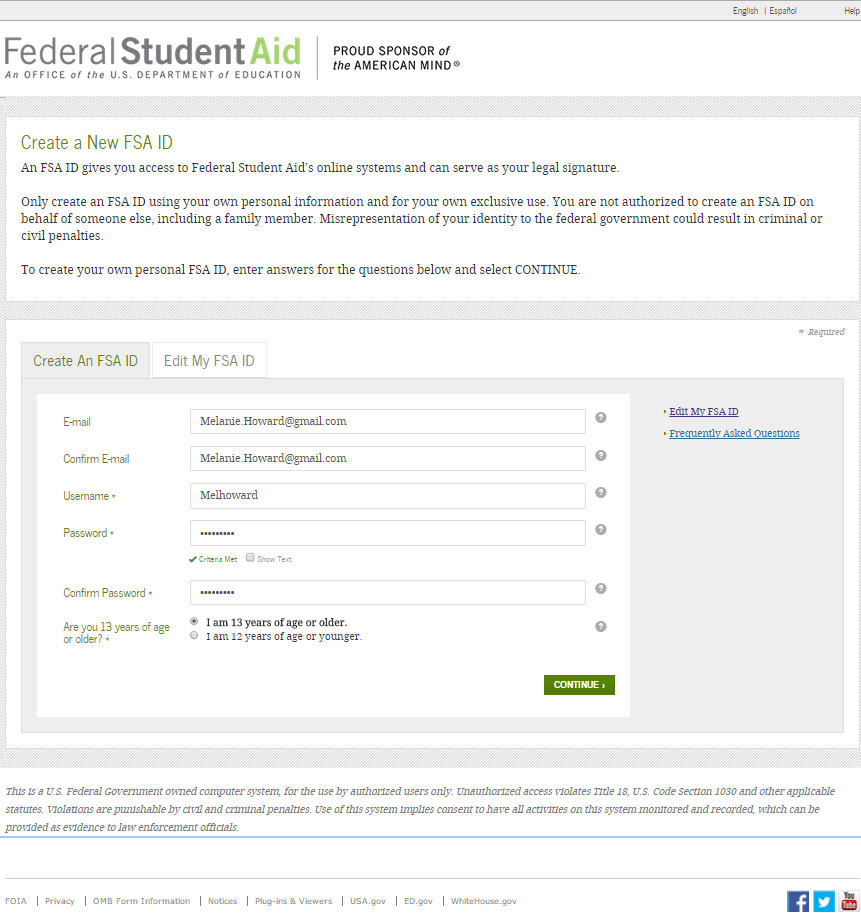 English | Español Help
Federal Student Aid
An OFFICE of the U.S. DEPARTMENT of EDUCATION
PROUD SPONSOR of
the AMERICAN MIND®
Create a New FSA ID
An FSA ID gives you access to Federal Student Aid's online systems and can serve as your legal signature.
Only create an FSA ID using your own personal information and for your own exclusive use. You are not authorized to create an FSA ID on
behalf of someone else, including a family member. Misrepresentation of your identity to the federal government could result in criminal or
civil penalties.
To create your own personal FSA ID, enter answers for the questions below and select CONTINUE.
* Required
Create An FSA ID
Edit My FSA ID
E-mail
Melanie.Howard@gmail.com
?
Confirm E-mail
Melanie.Howard@gmail.com
?
Username *
Melhoward
?
Password *
•••••••••
?
Criteria Met
Show Text
Confirm Password *
•••••••••
?
Are you 13 years of age
or older? *
I am 13 years of age or older.
I am 12 years of age or younger.
?
CONTINUE ›
• Edit My FSA ID
• Frequently Asked Questions
This is a U.S. Federal Government owned computer system, for the use by authorized users only. Unauthorized access violates Title 18, U.S. Code Section 1030 and other applicable
statutes. Violations are punishable by civil and criminal penalties. Use of this system implies consent to have all activities on this system monitored and recorded, which can be
provided as evidence to law enforcement officials.
FOIA | Privacy | OMB Form Information | Notices | Plug-ins & Viewers | USA.gov | ED.gov | WhiteHouse.gov
f
You
Tube